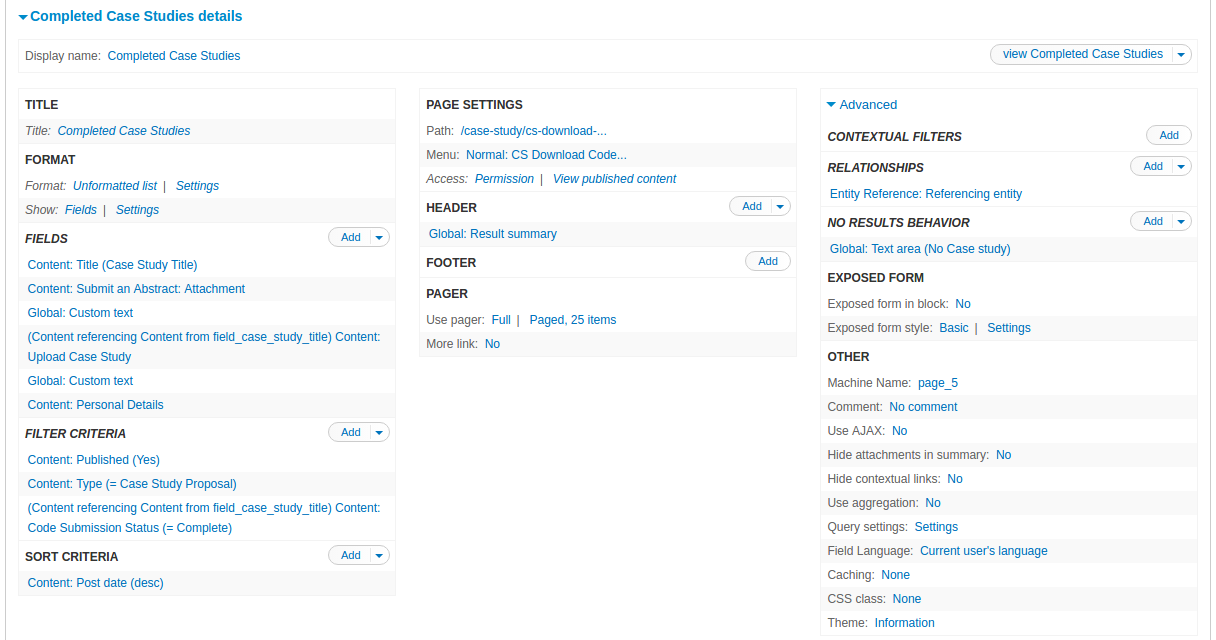 Completed Case Studies details
Display name: Completed Case Studies
view Completed Case Studies
TITLE
Title: Completed Case Studies
FORMAT
Format: Unformatted list | Settings
Show: Fields | Settings
FIELDS Add
Content: Title (Case Study Title)
Content: Submit an Abstract: Attachment
Global: Custom text
(Content referencing Content from field_case_study_title) Content:
Upload Case Study
Global: Custom text
Content: Personal Details
FILTER CRITERIA Add
Content: Published (Yes)
Content: Type (= Case Study Proposal)
(Content referencing Content from field_case_study_title) Content:
Code Submission Status (= Complete)
SORT CRITERIA Add
Content: Post date (desc)
PAGE SETTINGS
Path: /case-study/cs-download-...
Menu: Normal: CS Download Code...
Access: Permission | View published content
HEADER Add
Global: Result summary
FOOTER Add
PAGER
Use pager: Full | Paged, 25 items
More link: No
Advanced
CONTEXTUAL FILTERS Add
RELATIONSHIPS Add
Entity Reference: Referencing entity
NO RESULTS BEHAVIOR Add
Global: Text area (No Case study)
EXPOSED FORM
Exposed form in block: No
Exposed form style: Basic | Settings
OTHER
Machine Name: page_5
Comment: No comment
Use AJAX: No
Hide attachments in summary: No
Hide contextual links: No
Use aggregation: No
Query settings: Settings
Field Language: Current user's language
Caching: None
CSS class: None
Theme: Information